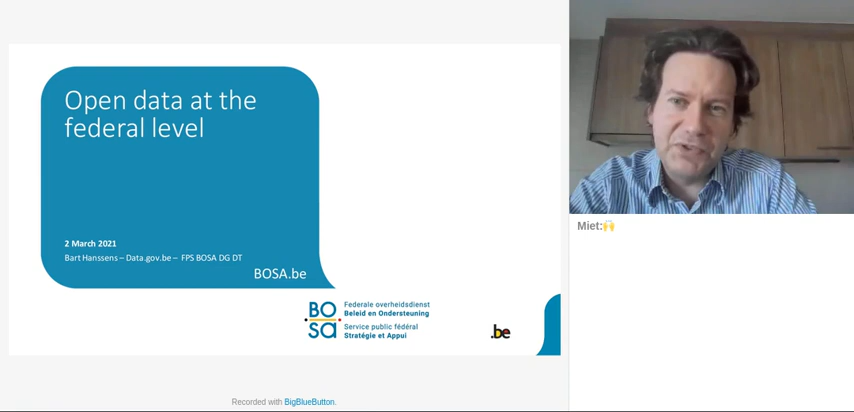 Open data at the
federal level
2 March 2021
Bart Hanssens – Data.gov.be – FPS BOSA DG DT
BOSA.be
BO
SA
Federale overheidsdienst
Beleid en Ondersteuning
Service public fédéral
Stratégie et Appui
.be
Miet:🙌
Recorded with BigBlueButton.